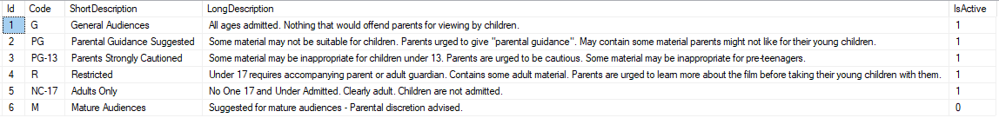 Id Code ShortDescription LongDescription IsActive
1 G General Audiences All ages admitted. Nothing that would offend parents for viewing by children. 1
2 PG Parental Guidance Suggested Some material may not be suitable for children. Parents urged to give "parental guidance". May contain some material parents might not like for their young children. 1
3 PG-13 Parents Strongly Cautioned Some material may be inappropriate for children under 13. Parents are urged to be cautious. Some material may be inappropriate for pre-teenagers. 1
4 R Restricted Under 17 requires accompanying parent or adult guardian. Contains some adult material. Parents are urged to learn more about the film before taking their young children with them. 1
5 NC-17 Adults Only No One 17 and Under Admitted. Clearly adult. Children are not admitted. 1
6 M Mature Audiences Suggested for mature audiences - Parental discretion advised. 0